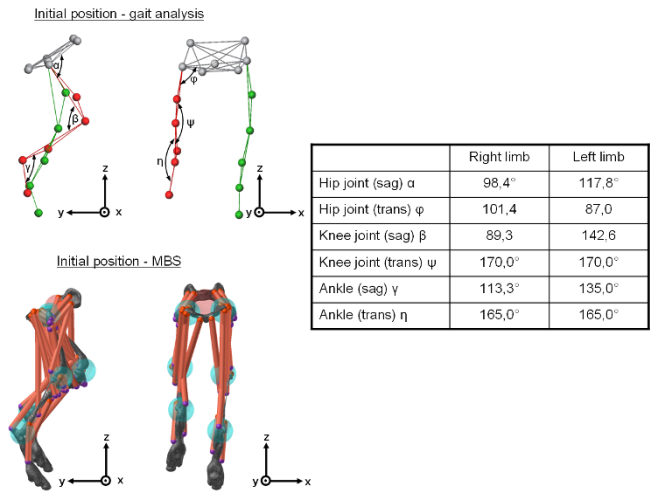 Initial position - gait analysis
α
β
γ
φ
ψ
η
z
y
x
z
y
x
Initial position - MBS
z
y
x
z
y
x
Right limb Left limb
Hip joint (sag) α 98,4° 117,8°
Hip joint (trans) φ 101,4 87,0
Knee joint (sag) β 89,3 142,6
Knee joint (trans) ψ 170,0° 170,0°
Ankle (sag) γ 113,3° 135,0°
Ankle (trans) η 165,0° 165,0°